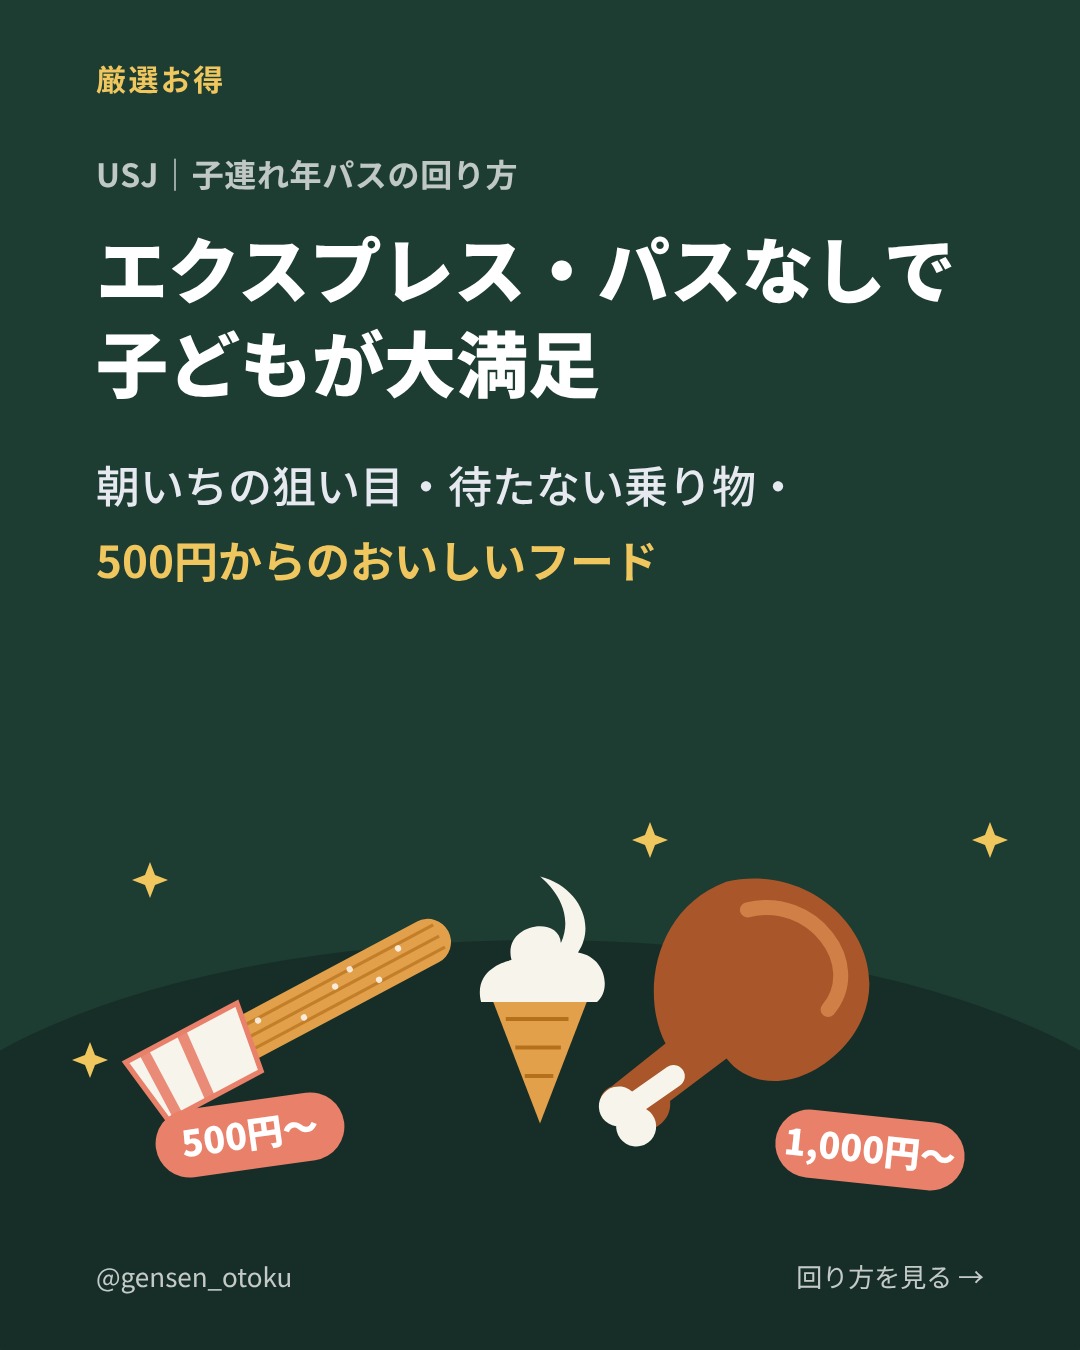 厳選お得
USJ｜子連れ年パスの回り方
エクスプレス・パスなしで
子どもが大満足
朝いちの狙い目・待たない乗り物・
500円からのおいしいフード
500円〜
1,000円〜
@gensen_otoku
回り方を見る →